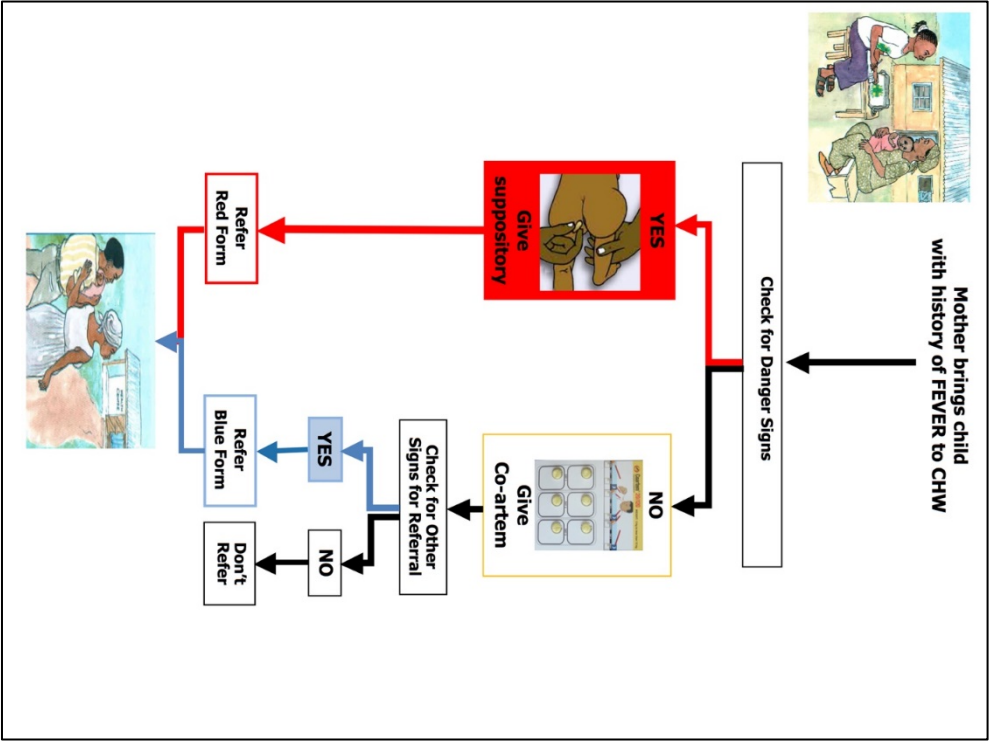 Mother brings child
with history of FEVER to CHW
Check for Danger Signs
YES
Give
suppository
Refer
Red Form
NO
Give
Co-artem
Check for Other
Signs for Referral
YES
Refer
Blue Form
NO
Don't
Refer